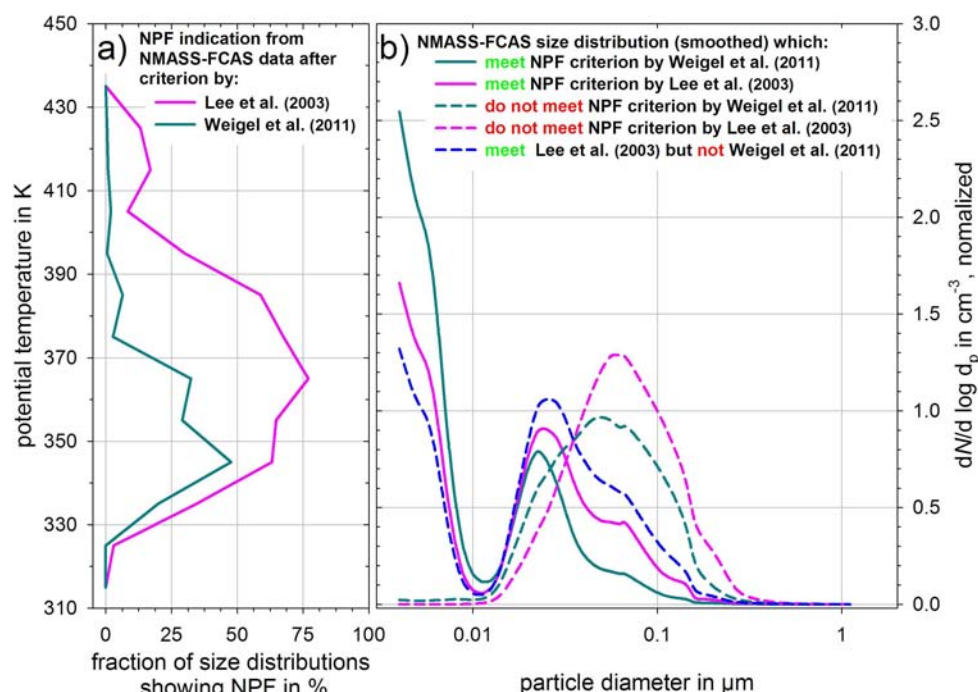 a)
NPF indication from
NMASS-FCAS data after
criterion by:
Lee et al. (2003)
Weigel et al. (2011)
450
430
410
390
370
350
330
310
potential temperature in K
0 25 50 75 100
fraction of size distributions
showing NPF in %
b)
NMASS-FCAS size distribution (smoothed) which:
meet NPF criterion by Weigel et al. (2011)
meet NPF criterion by Lee et al. (2003)
do not meet NPF criterion by Weigel et al. (2011)
do not meet NPF criterion by Lee et al. (2003)
meet Lee et al. (2003) but not Weigel et al. (2011)
3.0
2.5
2.0
1.5
1.0
0.5
0.0
dN/d log dp in cm-3, nomalized
0.01 0.1 1
particle diameter in µm